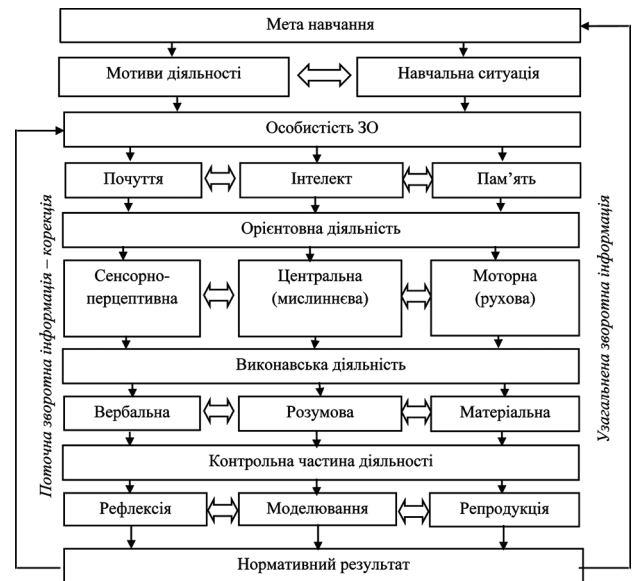 Мета навчання
Мотиви діяльності
Навчальна ситуація
Особистість ЗО
Почуття
Інтелект
Пам’ять
Орієнтовна діяльність
Сенсорно-
перцептивна
Центральна
(мислиннєва)
Моторна
(рухова)
Виконавська діяльність
Вербальна
Розумова
Матеріальна
Контрольна частина діяльності
Рефлексія
Моделювання
Репродукція
Нормативний результат
Поточна зворотна інформація – корекція
Узагальнена зворотна інформація